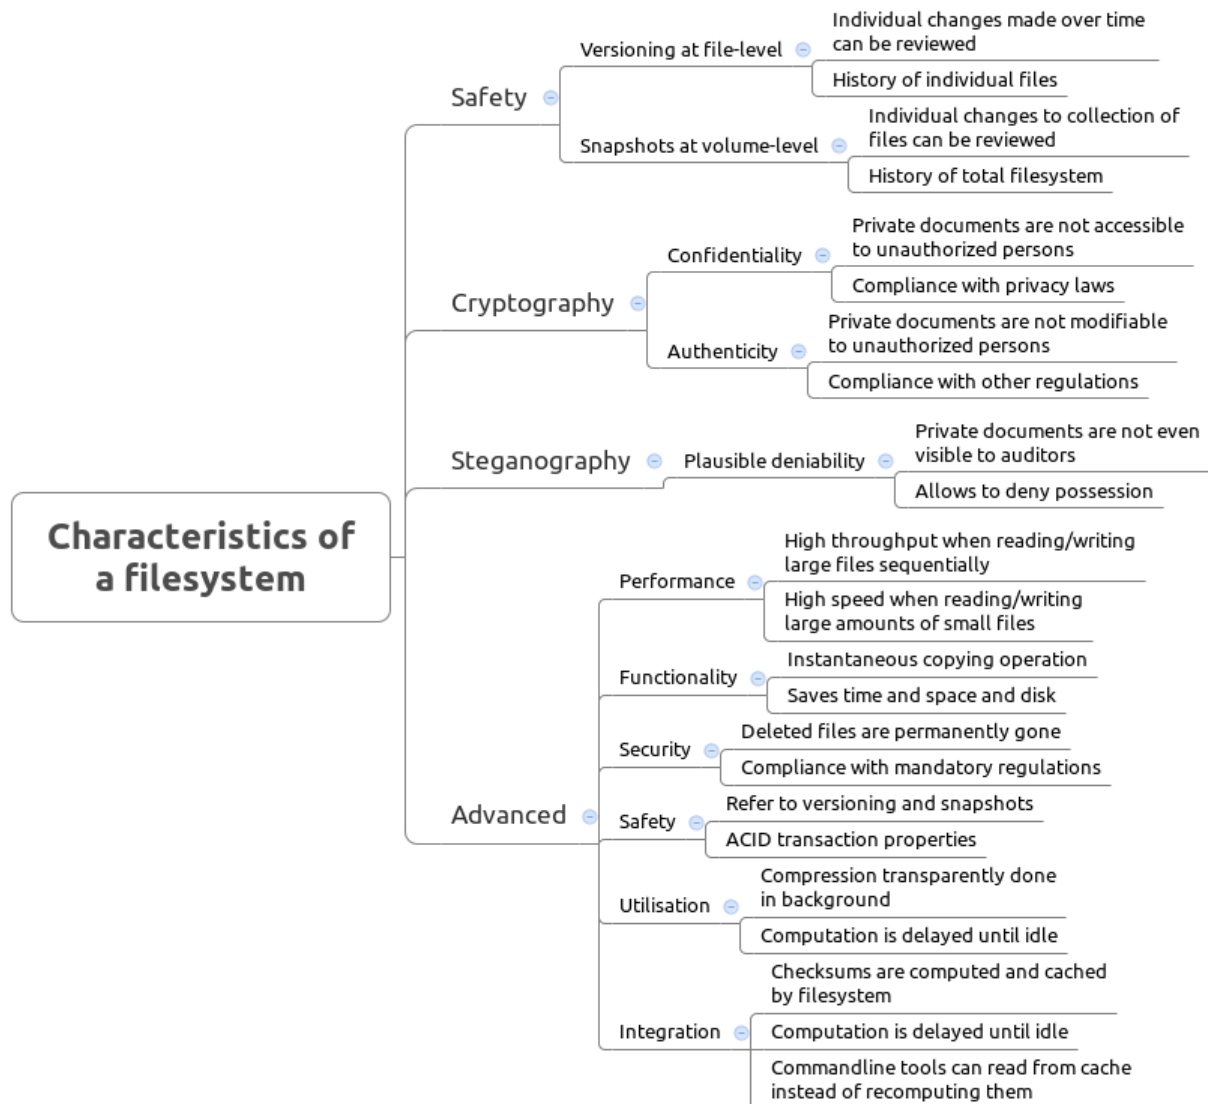 Characteristics of
a filesystem
Safety
Versioning at file-level
Individual changes made over time
can be reviewed
History of individual files
Snapshots at volume-level
Individual changes to collection of
files can be reviewed
History of total filesystem
Cryptography
Confidentiality
Private documents are not accessible
to unauthorized persons
Compliance with privacy laws
Authenticity
Private documents are not modifiable
to unauthorized persons
Compliance with other regulations
Steganography
Plausible deniability
Private documents are not even
visible to auditors
Allows to deny possession
Advanced
Performance
High throughput when reading/writing
large files sequentially
High speed when reading/writing
large amounts of small files
Functionality
Instantaneous copying operation
Saves time and space and disk
Security
Deleted files are permanently gone
Compliance with mandatory regulations
Safety
Refer to versioning and snapshots
ACID transaction properties
Utilisation
Compression transparently done
in background
Computation is delayed until idle
Integration
Checksums are computed and cached
by filesystem
Computation is delayed until idle
Commandline tools can read from cache
instead of recomputing them